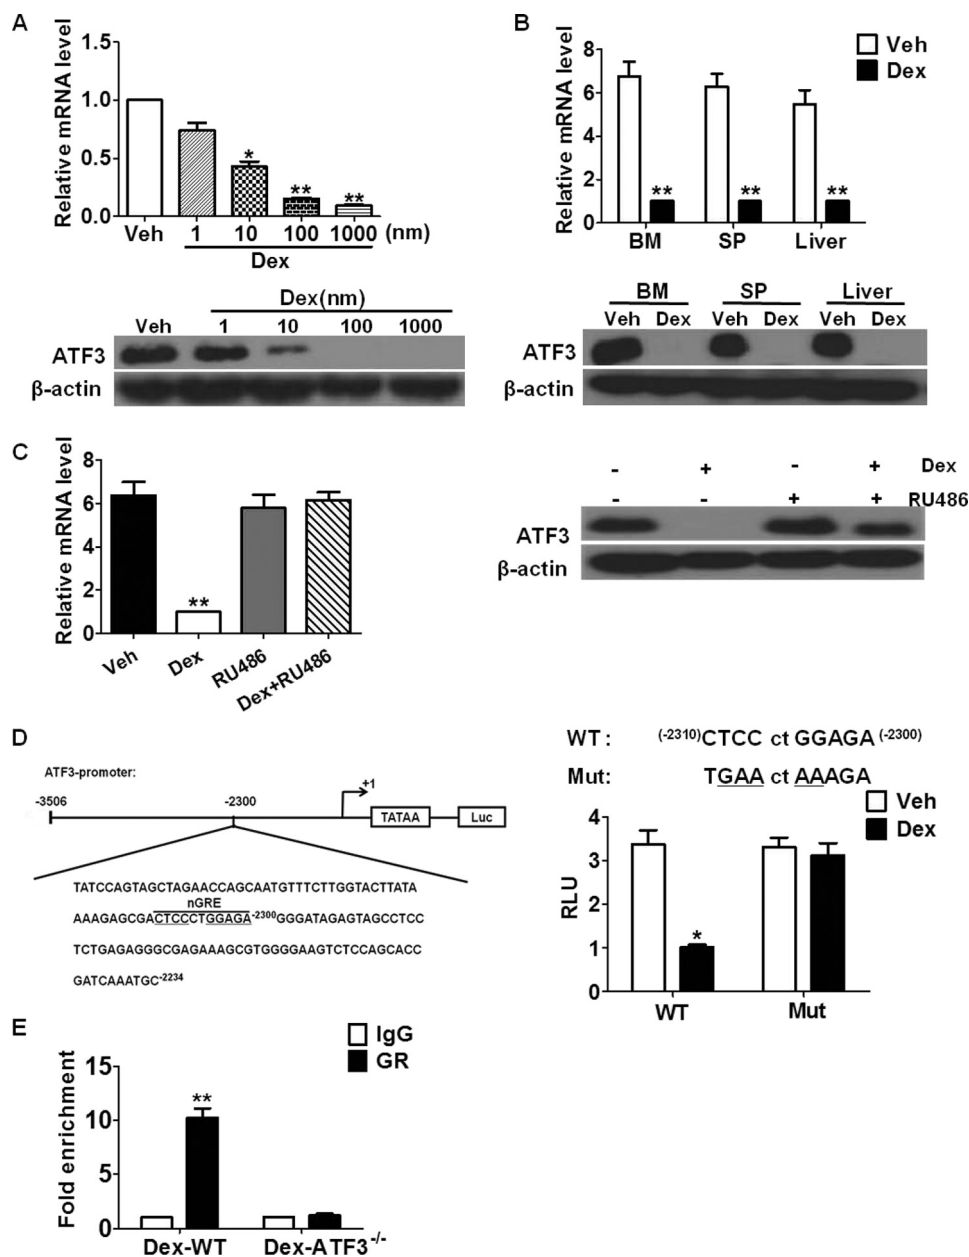 A
Relative mRNA level
1.5
1.0
0.5
0.0
*
**
**
Veh 1 10 100 1000 (nm)
Dex
Dex(nm)
Veh 1 10 100 1000
ATF3
β-actin
B
Relative mRNA level
8
6
4
2
0
Veh
Dex
** ** **
BM SP Liver
BM SP Liver
Veh Dex Veh Dex Veh Dex
ATF3
β-actin
C
Relative mRNA level
8
6
4
2
0
**
Veh Dex RU486 Dex+RU486
- + - + Dex
- - + + RU486
ATF3
β-actin
D
ATF3-promoter:
-3506 -2300 +1
TATAA Luc
TATCCAGTAGCTAGAACCAGCAATGTTTCTTGGTACTTATA
nGRE
AAAGAGCGACTCCCTGGAGA-2300GGGATAGAGTAGCCTCC
TCTGAGAGGGCGAGAAAGCGTGGGGAAGTCTCCAGCACC
GATCAAATGC-2234
WT : (-2310)CTCC ct GGAGA (-2300)
Mut: TGAA ct AAAGA
Veh
Dex
RLU
4
3
2
1
0
*
WT Mut
E
IgG
GR
Fold enrichment
15
10
5
0
**
Dex-WT Dex-ATF3-/-